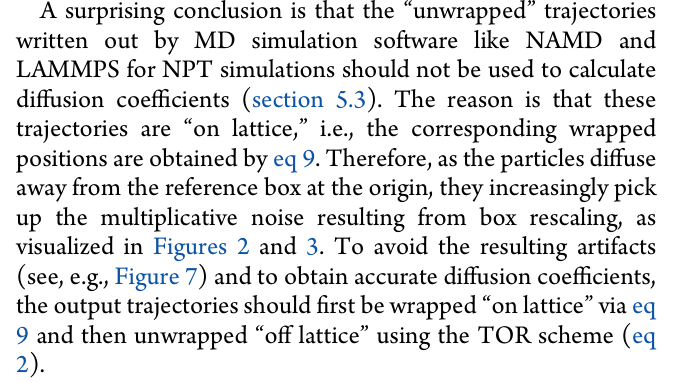 A surprising conclusion is that the “unwrapped” trajectories
written out by MD simulation software like NAMD and
LAMMPS for NPT simulations should not be used to calculate
diffusion coefficients (section 5.3). The reason is that these
trajectories are “on lattice,” i.e., the corresponding wrapped
positions are obtained by eq 9. Therefore, as the particles diffuse
away from the reference box at the origin, they increasingly pick
up the multiplicative noise resulting from box rescaling, as
visualized in Figures 2 and 3. To avoid the resulting artifacts
(see, e.g., Figure 7) and to obtain accurate diffusion coefficients,
the output trajectories should first be wrapped “on lattice” via eq
9 and then unwrapped “off lattice” using the TOR scheme (eq
2).